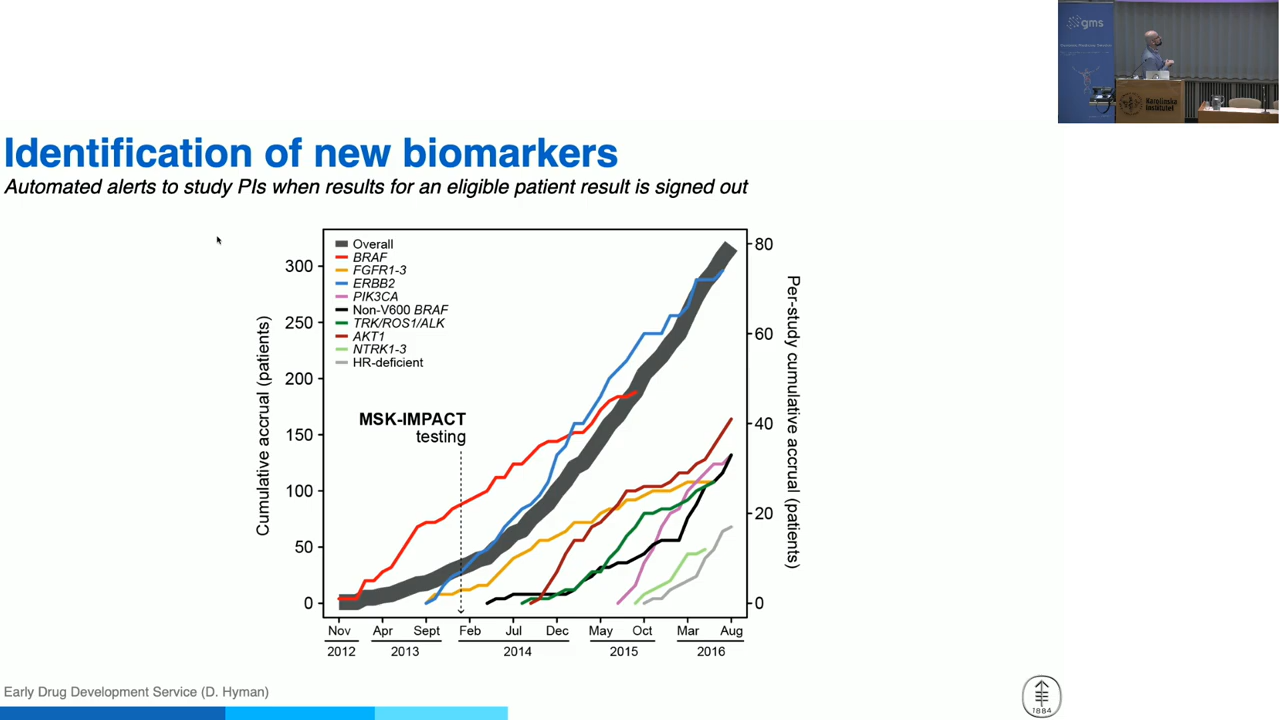 gms
Karolinska
Institutet
Identification of new biomarkers
Automated alerts to study PIs when results for an eligible patient result is signed out
Overall
BRAF
FGFR1-3
ERBB2
PIK3CA
Non-V600 BRAF
TRK/ROS1/ALK
AKT1
NTRK1-3
HR-deficient
MSK-IMPACT
testing
Cumulative accrual (patients)
300
250
200
150
100
50
0
80
60
40
20
0
Per-study cumulative accrual (patients)
Nov Apr Sept Feb Jul Dec May Oct Mar Aug
2012 2013 2014 2015 2016
Early Drug Development Service (D. Hyman)
1884